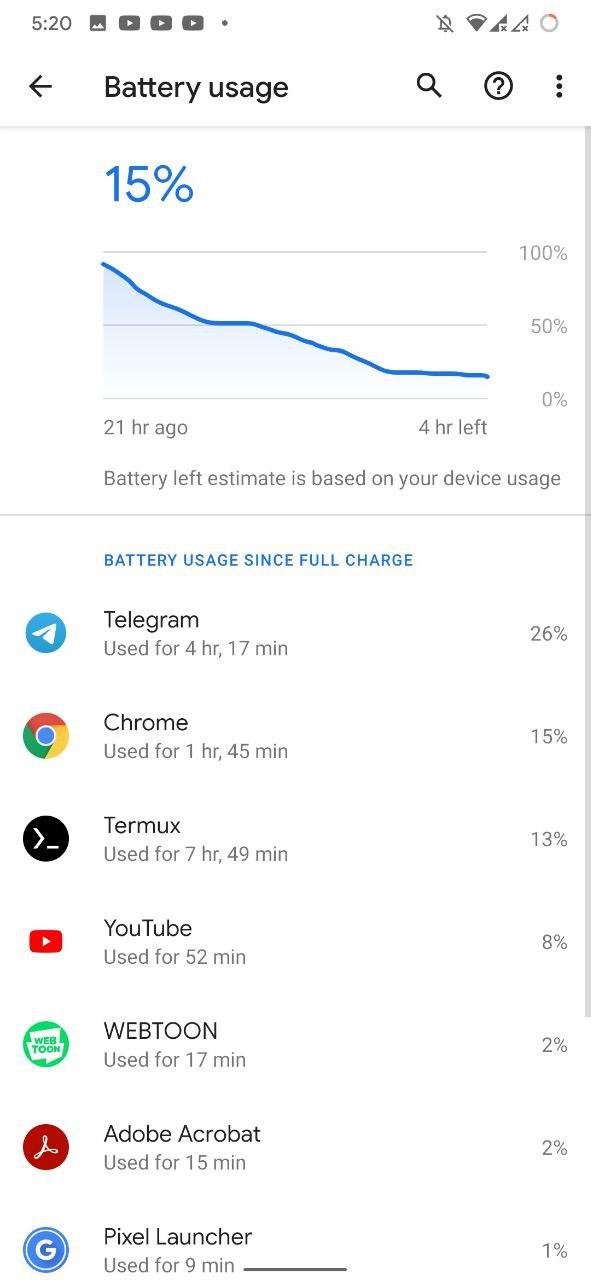 5:20
Battery usage
15%
100%
50%
0%
21 hr ago 4 hr left
Battery left estimate is based on your device usage
BATTERY USAGE SINCE FULL CHARGE
Telegram
Used for 4 hr, 17 min
26%
Chrome
Used for 1 hr, 45 min
15%
Termux
Used for 7 hr, 49 min
13%
YouTube
Used for 52 min
8%
WEB
TOON
WEBTOON
Used for 17 min
2%
Adobe Acrobat
Used for 15 min
2%
G
Pixel Launcher
Used for 9 min
1%